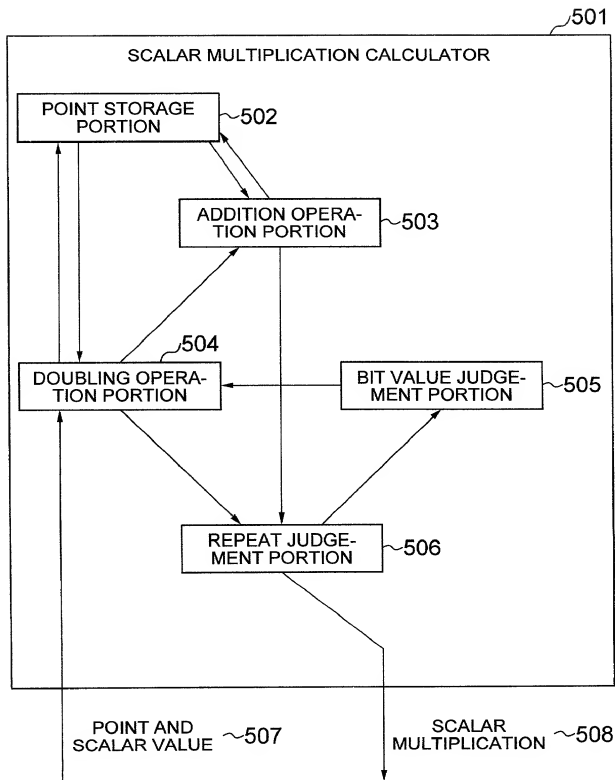 501
SCALAR MULTIPLICATION CALCULATOR
POINT STORAGE
PORTION
502
ADDITION OPERA-
TION PORTION
503
504
DOUBLING OPERA-
TION PORTION
BIT VALUE JUDGE-
MENT PORTION
505
REPEAT JUDGE-
MENT PORTION
506
POINT AND
SCALAR VALUE
507
SCALAR
MULTIPLICATION
508